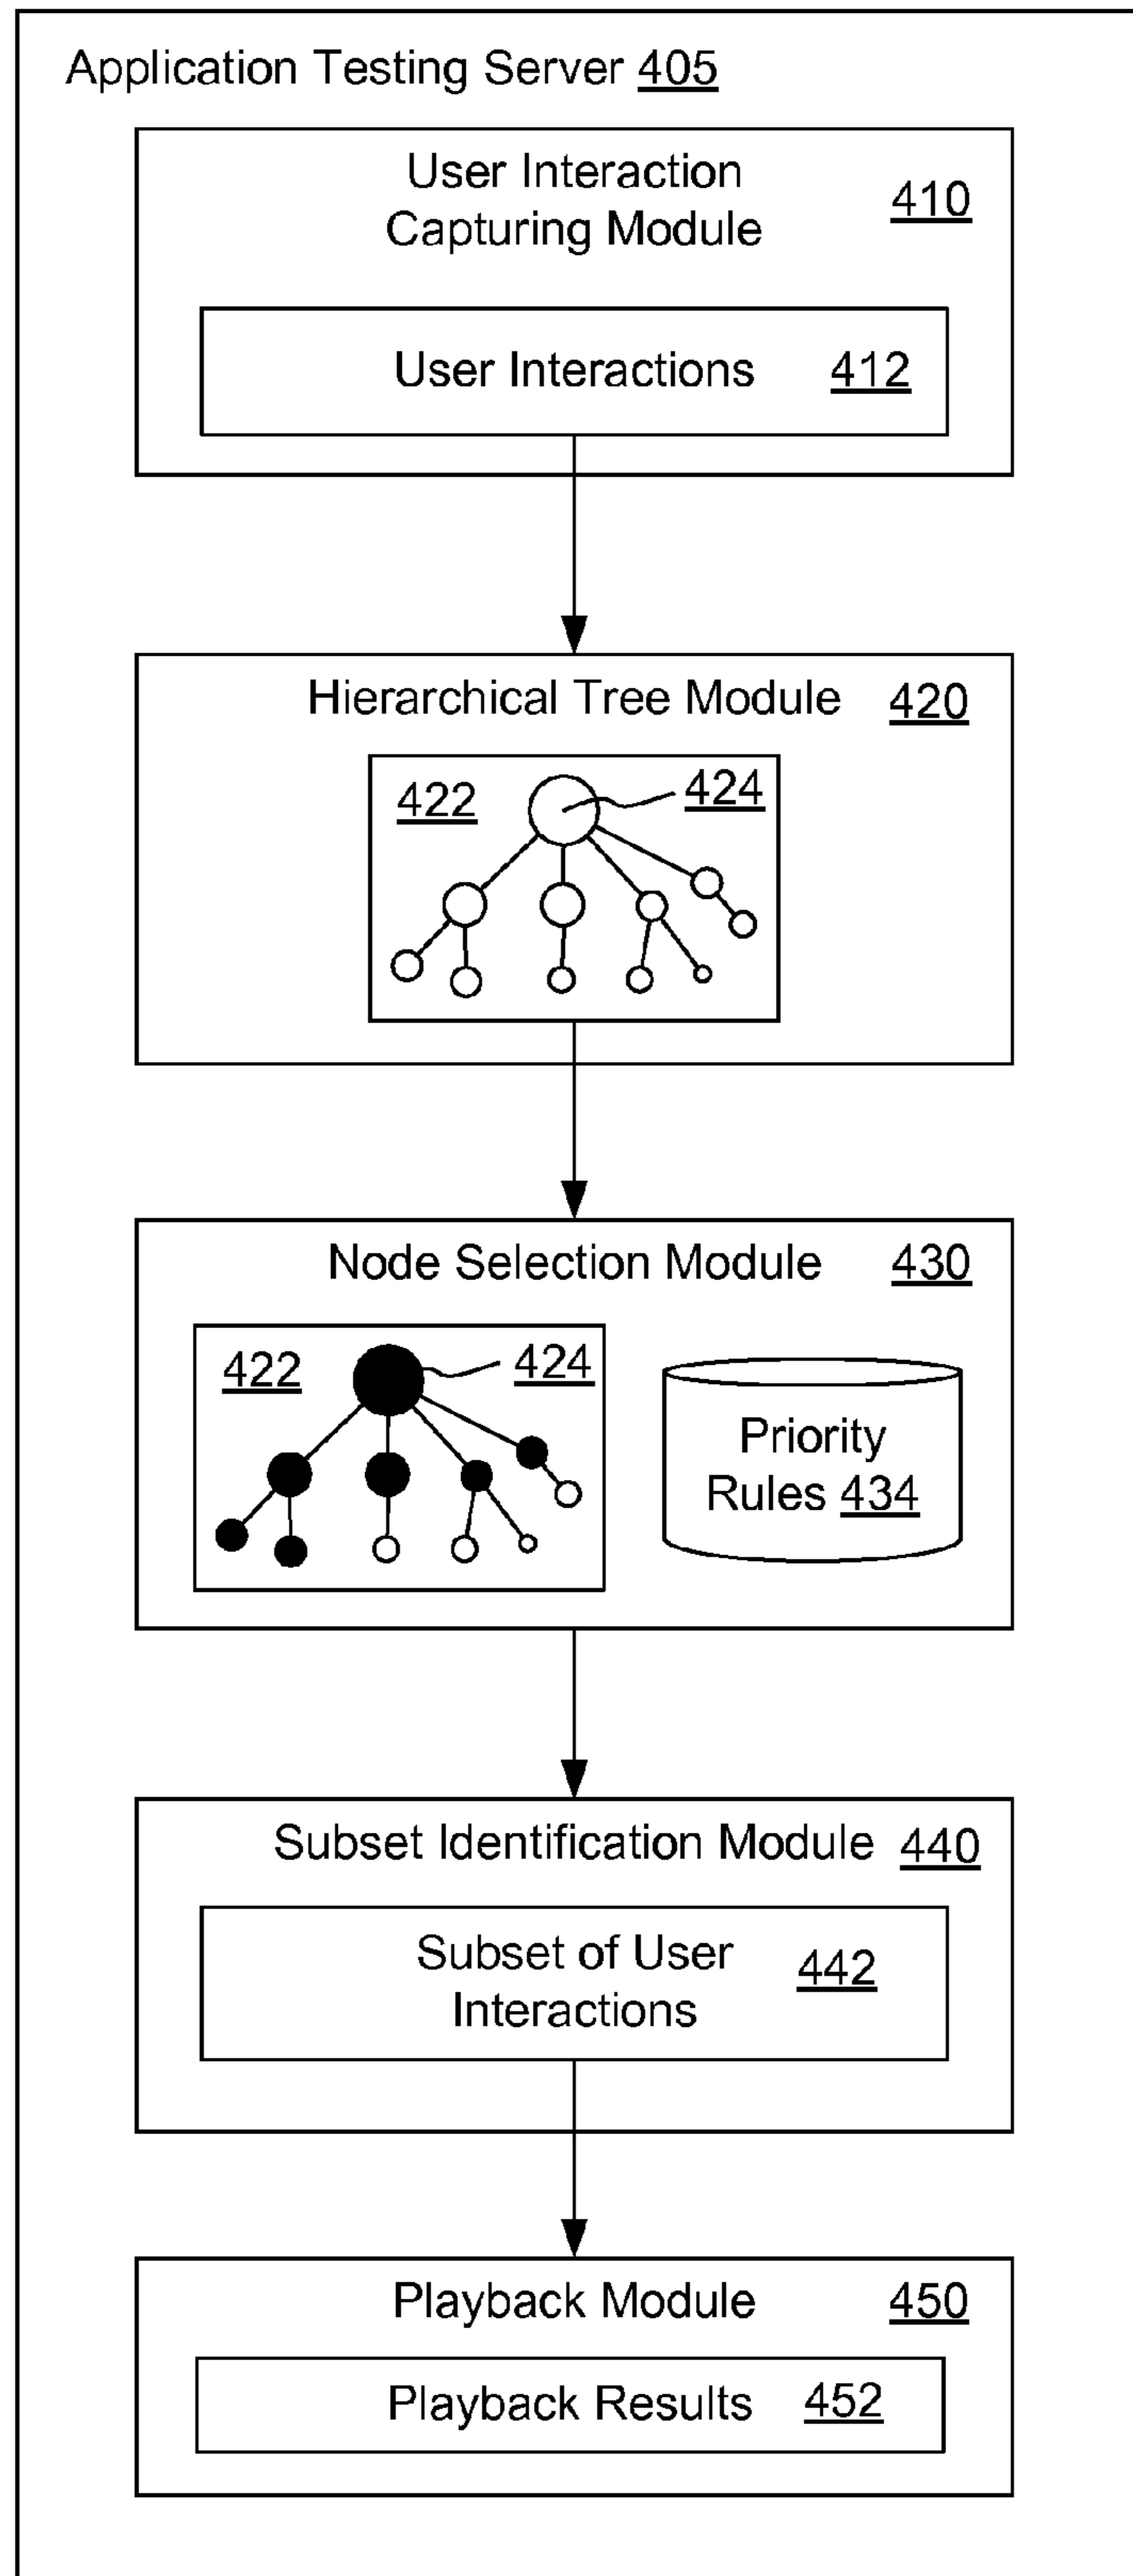 Application Testing Server 405
User Interaction
Capturing Module
410
User Interactions 412
Hierarchical Tree Module 420
422
424
Node Selection Module 430
422
424
Priority
Rules 434
Subset Identification Module 440
Subset of User
Interactions
442
Playback Module 450
Playback Results 452